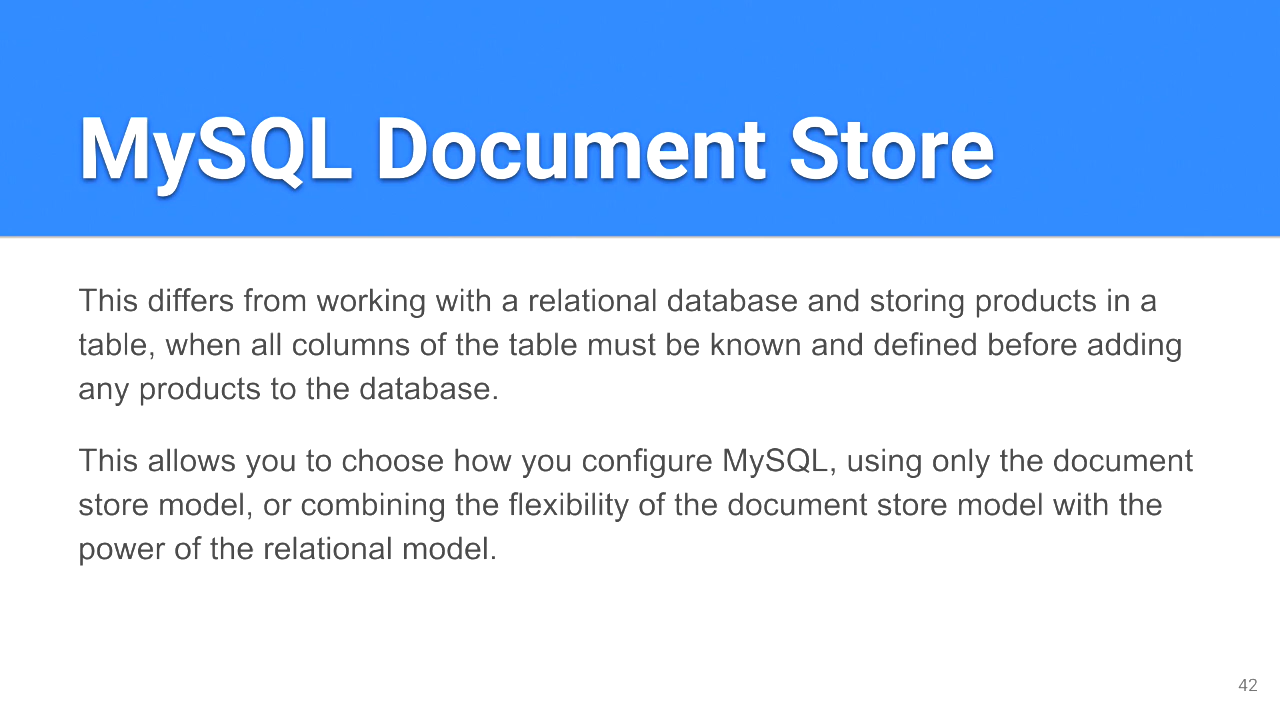 MySQL Document Store
This differs from working with a relational database and storing products in a
table, when all columns of the table must be known and defined before adding
any products to the database.
This allows you to choose how you configure MySQL, using only the document
store model, or combining the flexibility of the document store model with the
power of the relational model.
42